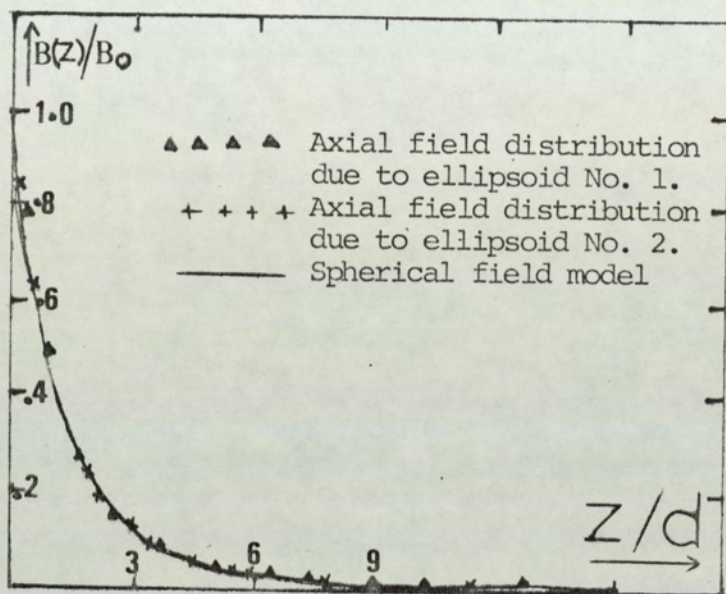 B(Z)/B₀
1.0
.8
.6
.4
.2
Axial field distribution
due to ellipsoid No. 1.
Axial field distribution
due to ellipsoid No. 2.
Spherical field model
3
6
9
Z/d